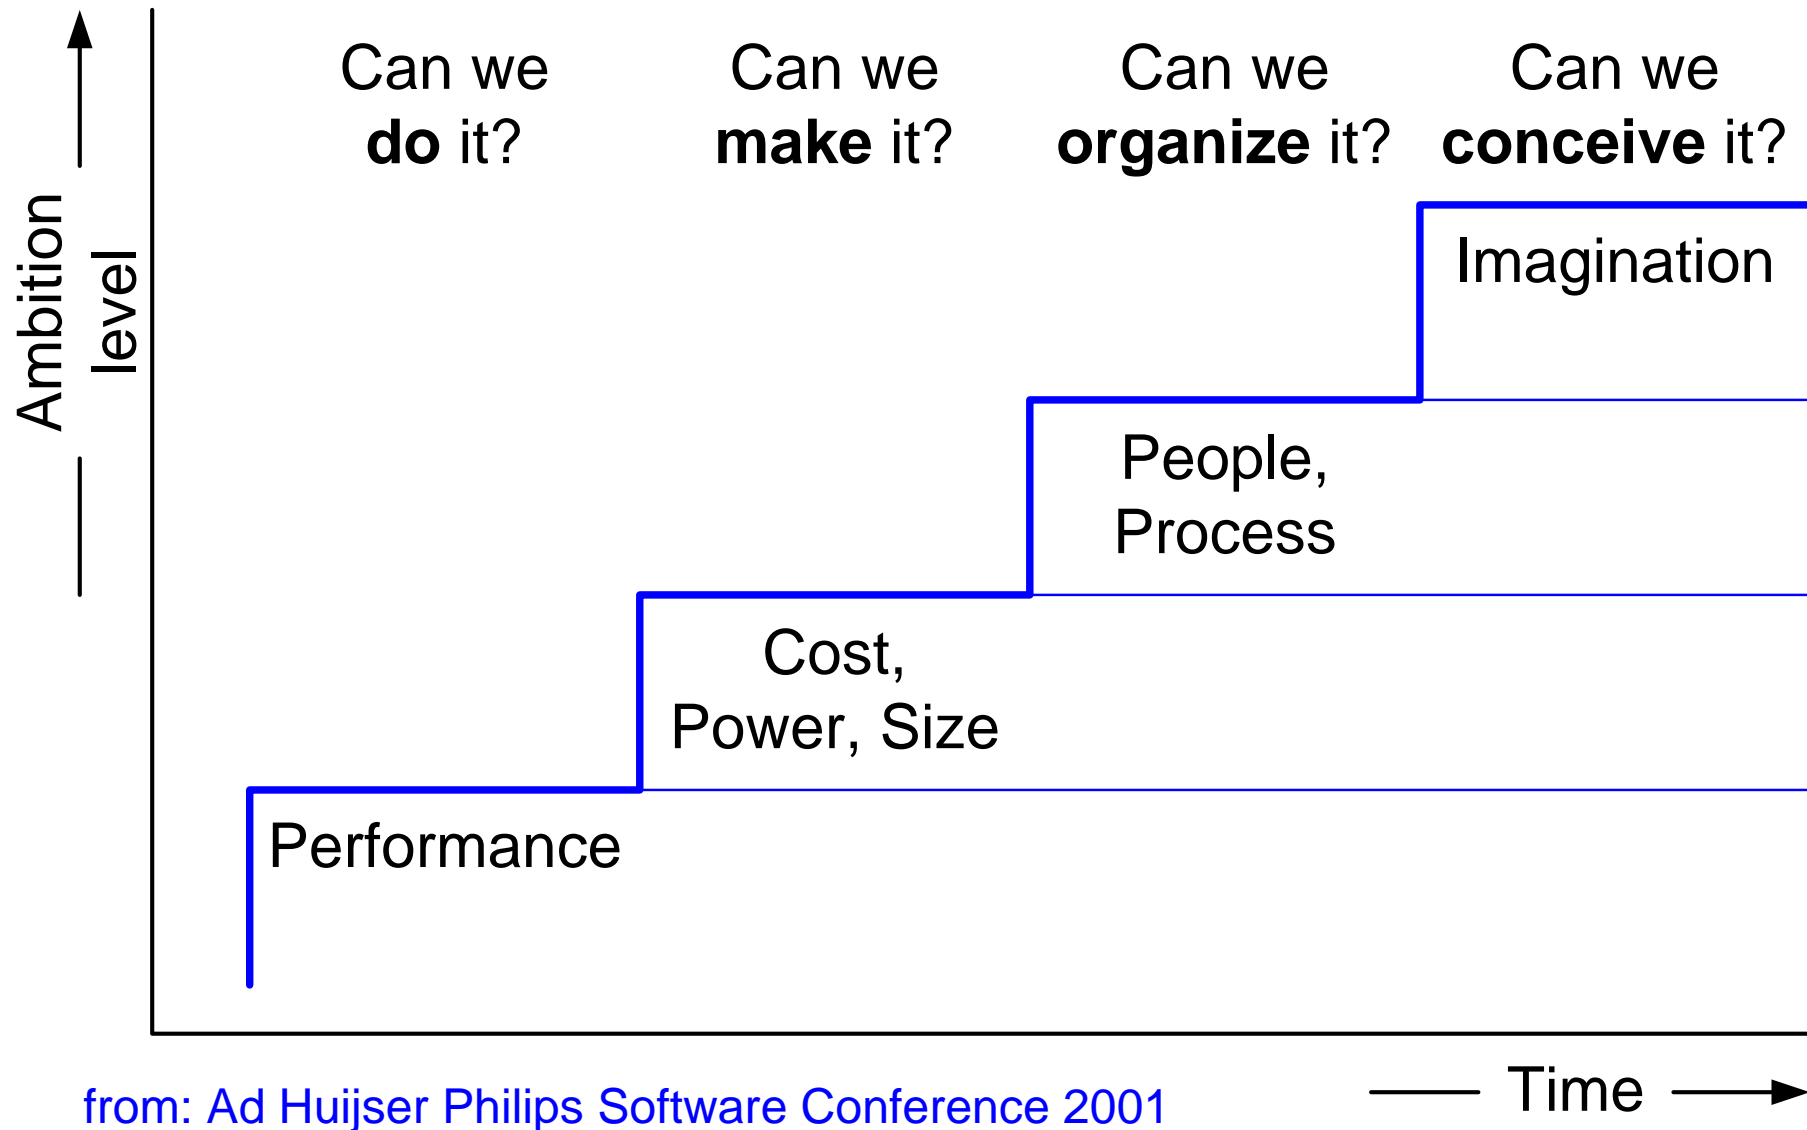 Can we
do it?
Can we
make it?
Can we
organize it?
Can we
conceive it?
Ambition
level
Imagination
People,
Process
Cost,
Power, Size
Performance
Time
from: Ad Huijser Philips Software Conference 2001